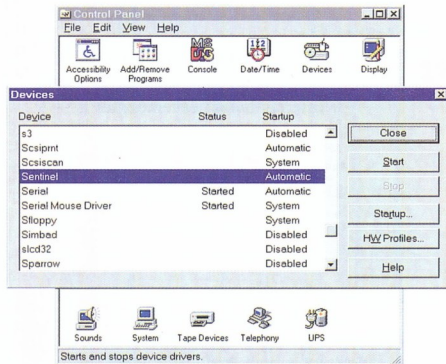 Control Panel
File Edit View Help
MS DOS
Accessibility Options
Add/Remove Programs
Console
Date/Time
Devices
Display
Devices
Device Status Startup
s3 Disabled
Scsiprnt Automatic
Scsiscan System
Sentinel Automatic
Serial Started Automatic
Serial Mouse Driver Started System
Sfloppy System
Simbad Disabled
slcd32 Disabled
Sparrow Disabled
Close
Start
Stop
Startup...
HW Profiles...
Help
Sounds
System
Tape Devices
Telephony
UPS
Starts and stops device drivers.